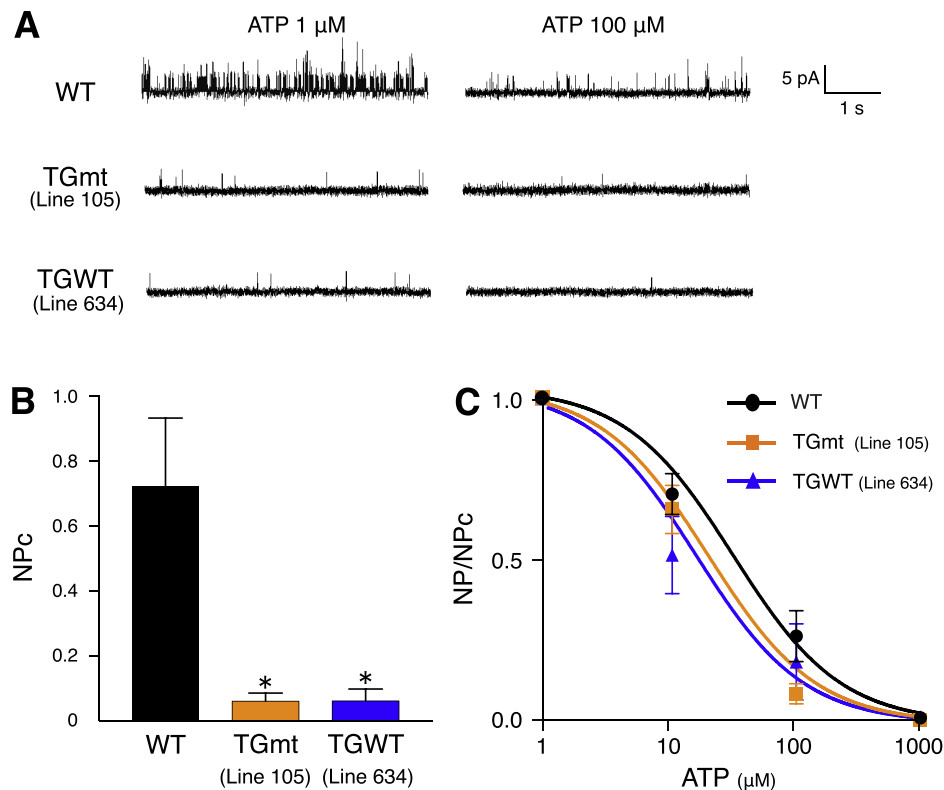 A
ATP 1 µM
ATP 100 µM
WT
5 pA
1 s
TGmt
(Line 105)
TGWT
(Line 634)
B
NPc
1.0
0.8
0.6
0.4
0.2
0
*
*
WT
TGmt
(Line 105)
TGWT
(Line 634)
C
NP/NPc
1.0
0.5
0.0
WT
TGmt (Line 105)
TGWT (Line 634)
1
10
100
1000
ATP (µM)